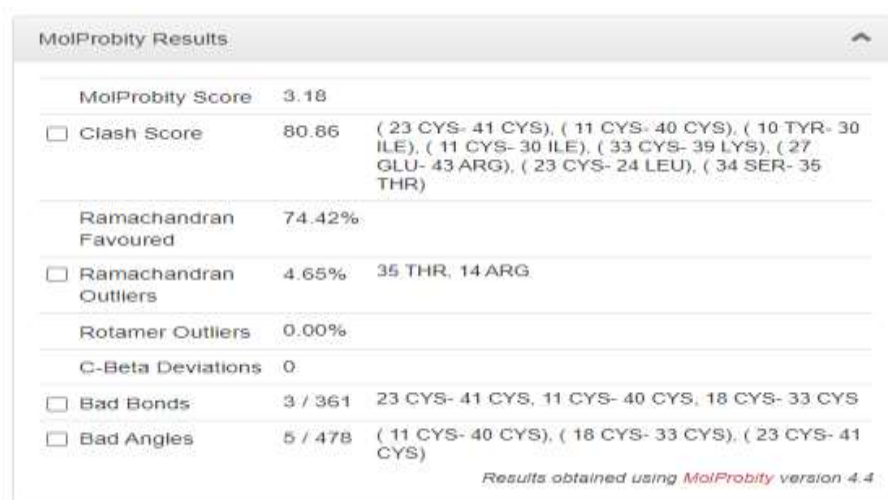 MolProbity Results
MolProbity Score 3.18
Clash Score 80.86 ( 23 CYS- 41 CYS), ( 11 CYS- 40 CYS), ( 10 TYR- 30
ILE), ( 11 CYS- 30 ILE), ( 33 CYS- 39 LYS), ( 27
GLU- 43 ARG), ( 23 CYS- 24 LEU), ( 34 SER- 35
THR)
Ramachandran 74.42%
Favoured
Ramachandran 4.65% 35 THR, 14 ARG
Outliers
Rotamer Outliers 0.00%
C-Beta Deviations 0
Bad Bonds 3 / 361 23 CYS- 41 CYS, 11 CYS- 40 CYS, 18 CYS- 33 CYS
Bad Angles 5 / 478 ( 11 CYS- 40 CYS), ( 18 CYS- 33 CYS), ( 23 CYS- 41
CYS)
Results obtained using MolProbity version 4.4